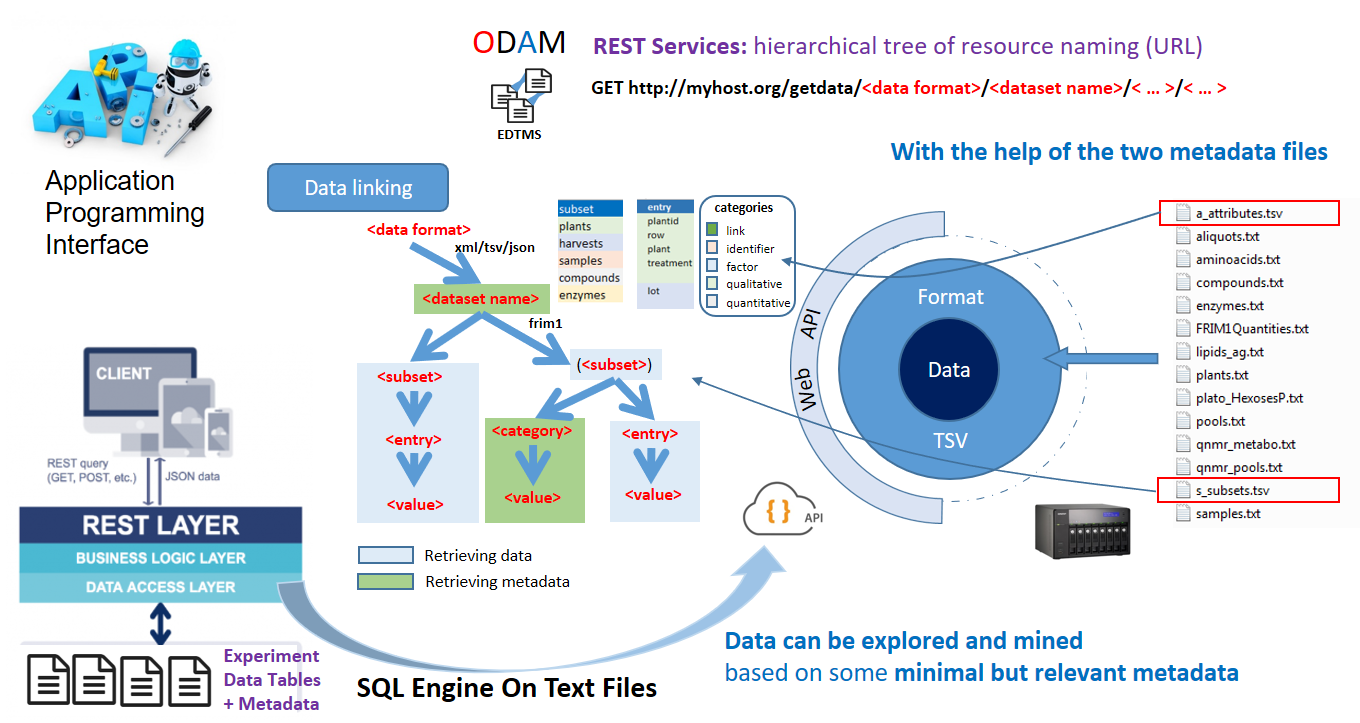 ODAM
EDTMS
REST Services: hierarchical tree of resource naming (URL)
GET http://myhost.org/getdata/<data format>/<dataset name>/< ... >/< ... >
API
Application
Programming
Interface
With the help of the two metadata files
Data linking
<data format>
xml/tsv/json
<dataset name>
frim1
<subset>
<entry>
<value>
(<subset>)
<category>
<value>
<entry>
<value>
Retrieving data
Retrieving metadata
subset
plants
harvests
samples
compounds
enzymes
entry
plantid
row
plant
treatment
lot
categories
link
identifier
factor
qualitative
quantitative
Web API
Format
Data
TSV
a_attributes.tsv
aliquots.txt
aminoacids.txt
compounds.txt
enzymes.txt
FRIM1Quantities.txt
lipids_ag.txt
plants.txt
plato_HexosesP.txt
pools.txt
qnmr_metabo.txt
qnmr_pools.txt
s_subsets.tsv
samples.txt
{ } API
CLIENT
REST query
(GET, POST, etc.)
JSON data
REST LAYER
BUSINESS LOGIC LAYER
DATA ACCESS LAYER
Experiment
Data Tables
+ Metadata
SQL Engine On Text Files
Data can be explored and mined
based on some minimal but relevant metadata